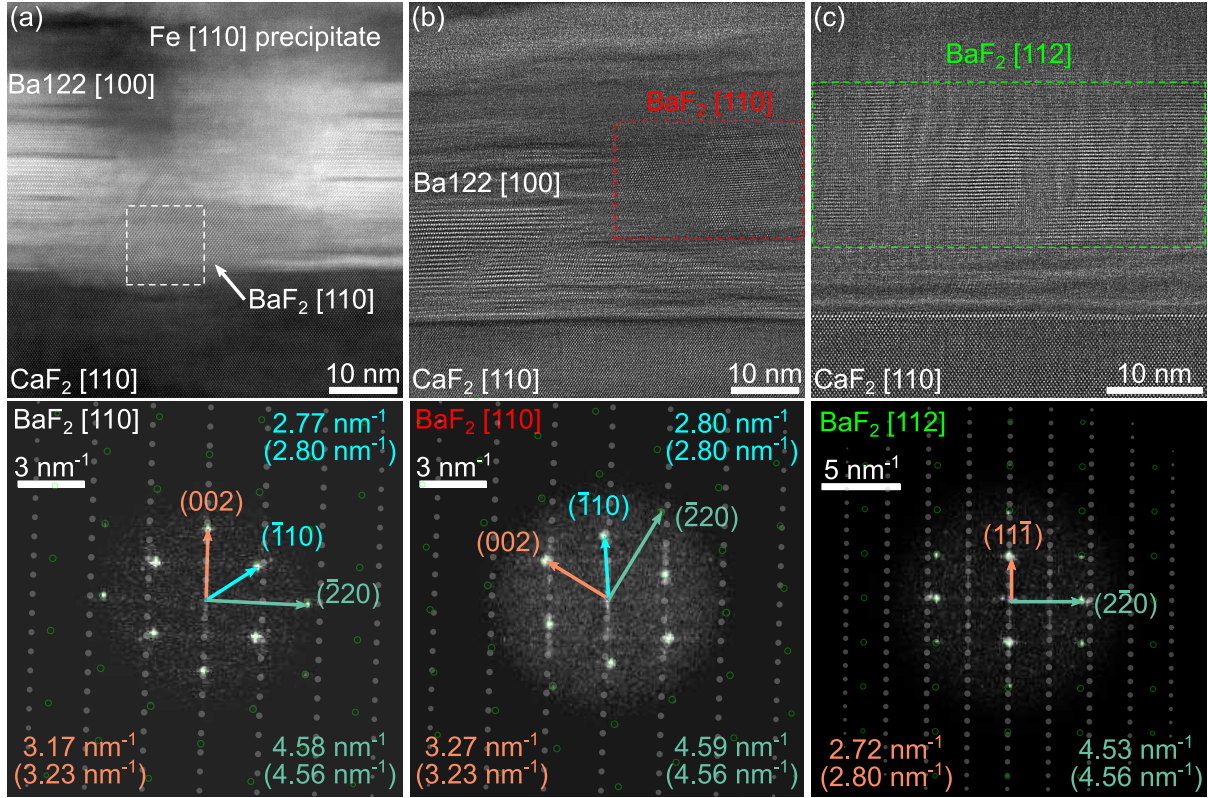 (a)
Fe [110] precipitate
Ba122 [100]
BaF₂ [110]
CaF₂ [110]
10 nm
(b)
BaF₂ [110]
Ba122 [100]
CaF₂ [110]
10 nm
(c)
BaF₂ [112]
CaF₂ [110]
10 nm
BaF₂ [110]
3 nm⁻¹
2.77 nm⁻¹
(2.80 nm⁻¹)
(002)
(1̅10)
(2̅20)
3.17 nm⁻¹
(3.23 nm⁻¹)
4.58 nm⁻¹
(4.56 nm⁻¹)
BaF₂ [110]
3 nm⁻¹
2.80 nm⁻¹
(2.80 nm⁻¹)
(1̅10)
(2̅20)
(002)
3.27 nm⁻¹
(3.23 nm⁻¹)
4.59 nm⁻¹
(4.56 nm⁻¹)
BaF₂ [112]
5 nm⁻¹
(111̅)
(22̅0)
2.72 nm⁻¹
(2.80 nm⁻¹)
4.53 nm⁻¹
(4.56 nm⁻¹)